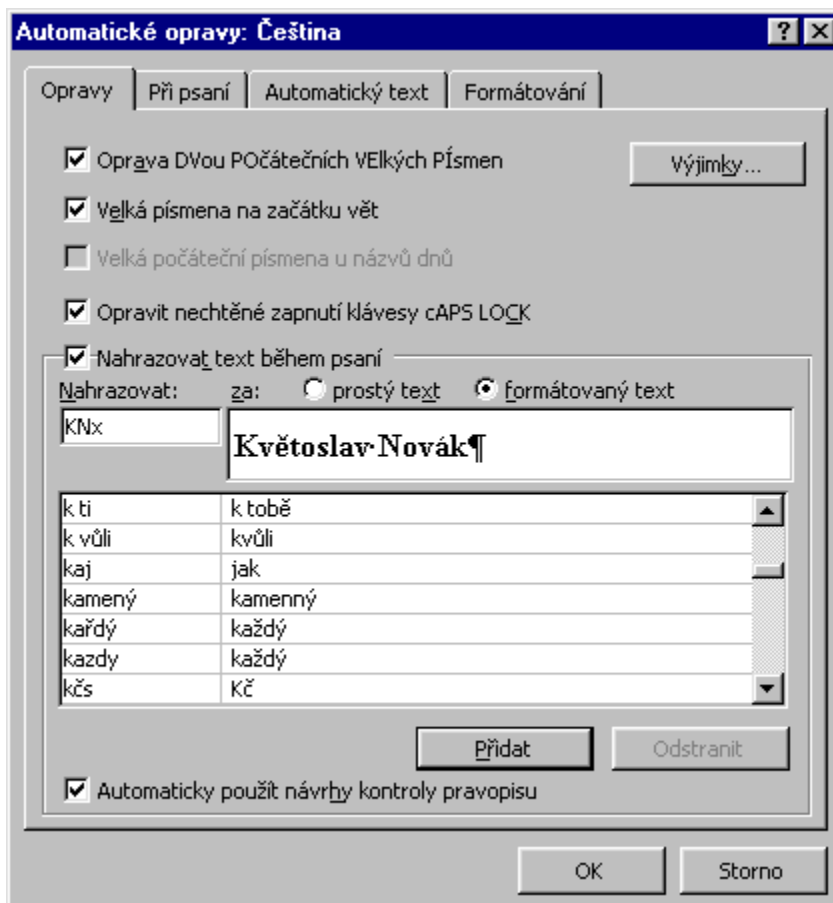 Automatické opravy: Čeština
Opravy Při psaní Automatický text Formátování
Oprava DVou POčátečních VElkých PÍsmen
Výjimky...
Velká písmena na začátku vět
Velká počáteční písmena u názvů dnů
Opravit nechtěné zapnutí klávesy cAPS LOCK
Nahrazovat text během psaní
Nahrazovat: za: prostý text formátovaný text
KNx Květoslav·Novák¶
k ti k tobě
k vůli kvůli
kaj jak
kamený kamenný
kařdý každý
kazdy každý
kčs Kč
Přidat Odstranit
Automaticky použít návrhy kontroly pravopisu
OK Storno